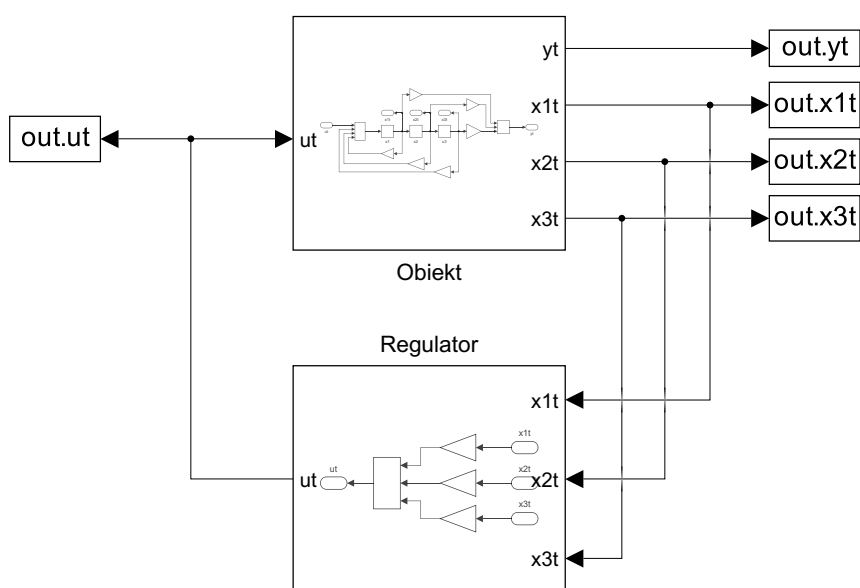 yt
out.yt
x1t
out.x1t
out.ut
ut
x2t
out.x2t
x3t
out.x3t
Obiekt
Regulator
x1t
x1t
ut
ut
x2t
x2t
x3t
x3t